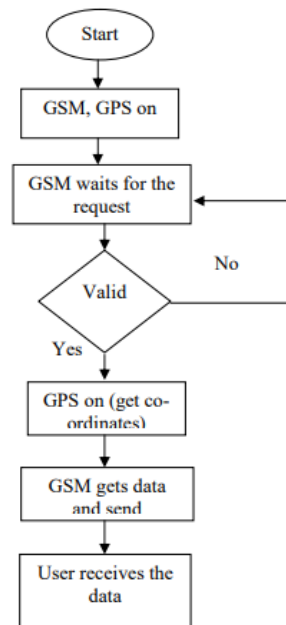 Start
GSM, GPS on
GSM waits for the
request
No
Valid
Yes
GPS on (get co-
ordinates)
GSM gets data
and send
User receives the
data